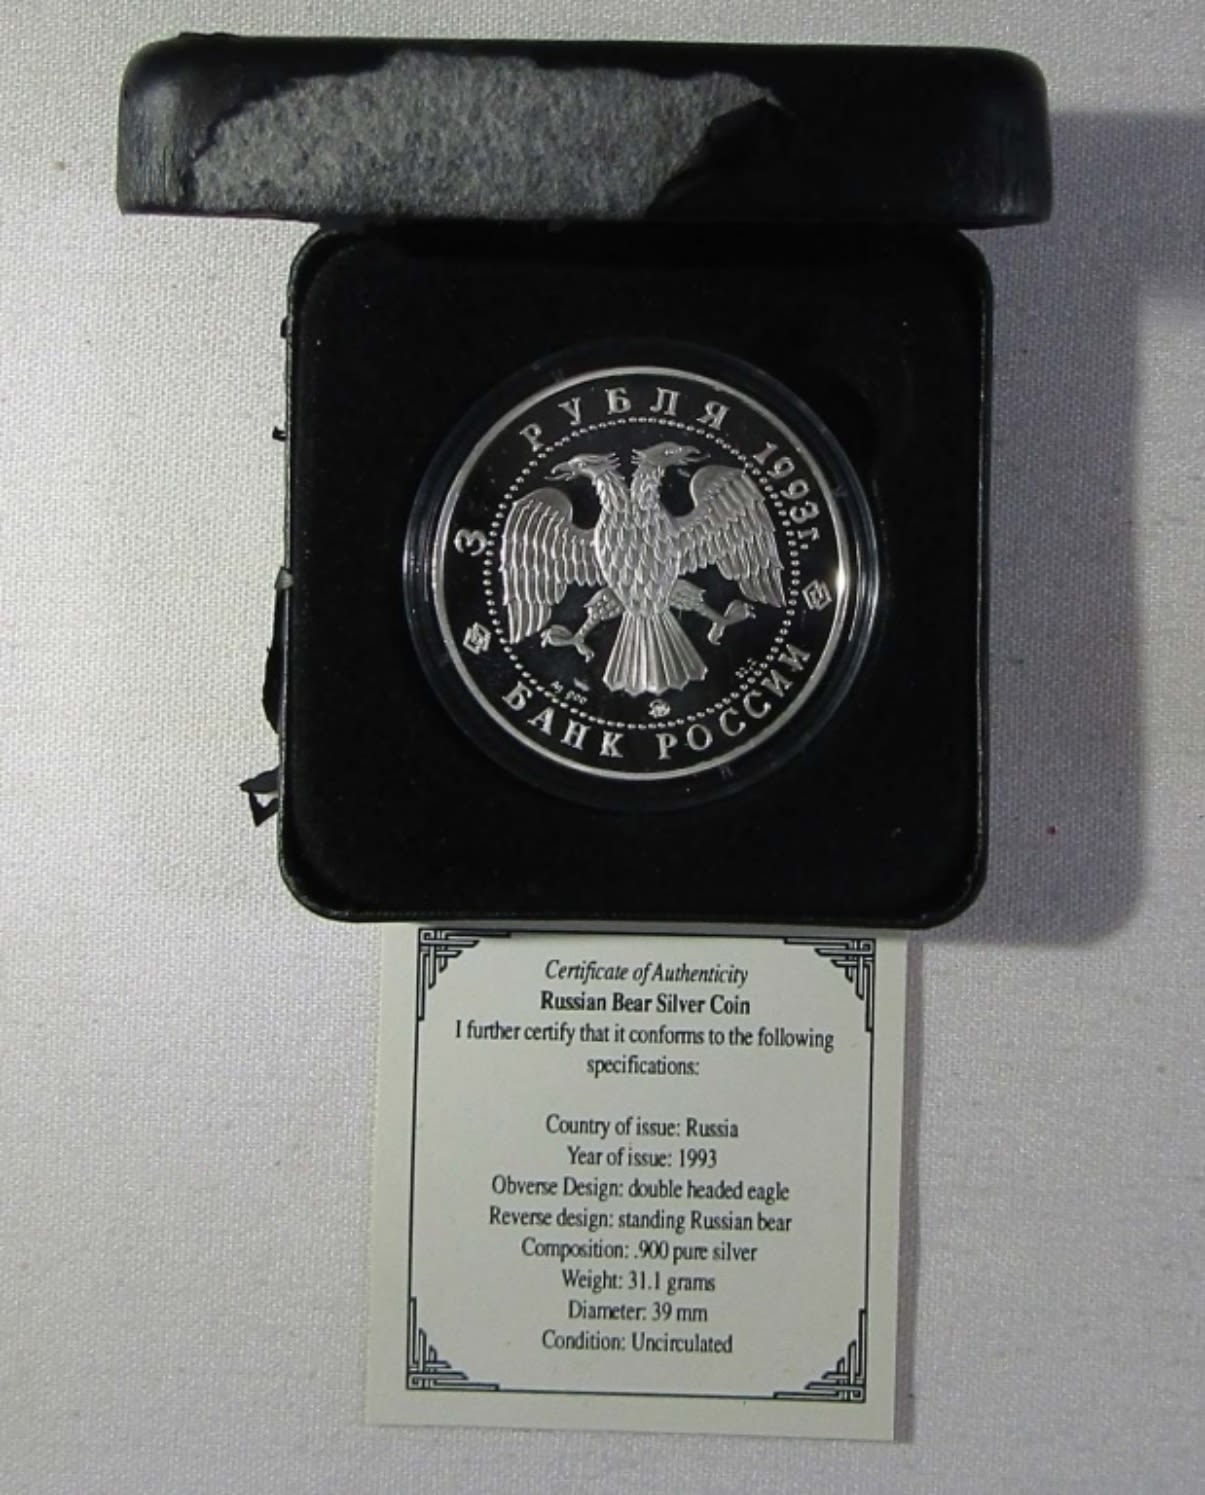 3 РУБЛЯ 1993г.
Ag 900
БАНК РОССИИ
Certificate of Authenticity
Russian Bear Silver Coin
I further certify that it conforms to the following
specifications:
Country of issue: Russia
Year of issue: 1993
Obverse Design: double headed eagle
Reverse design: standing Russian bear
Composition: .900 pure silver
Weight: 31.1 grams
Diameter: 39 mm
Condition: Uncirculated